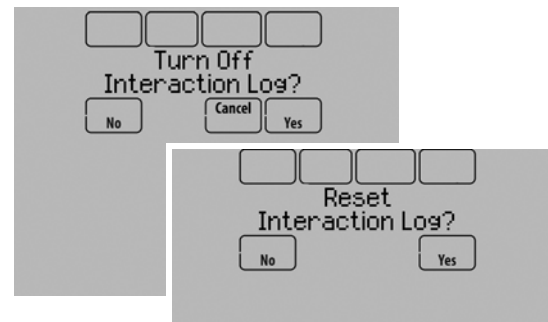 Turn Off
Interaction Log?
No Cancel Yes
Reset
Interaction Log?
No Yes